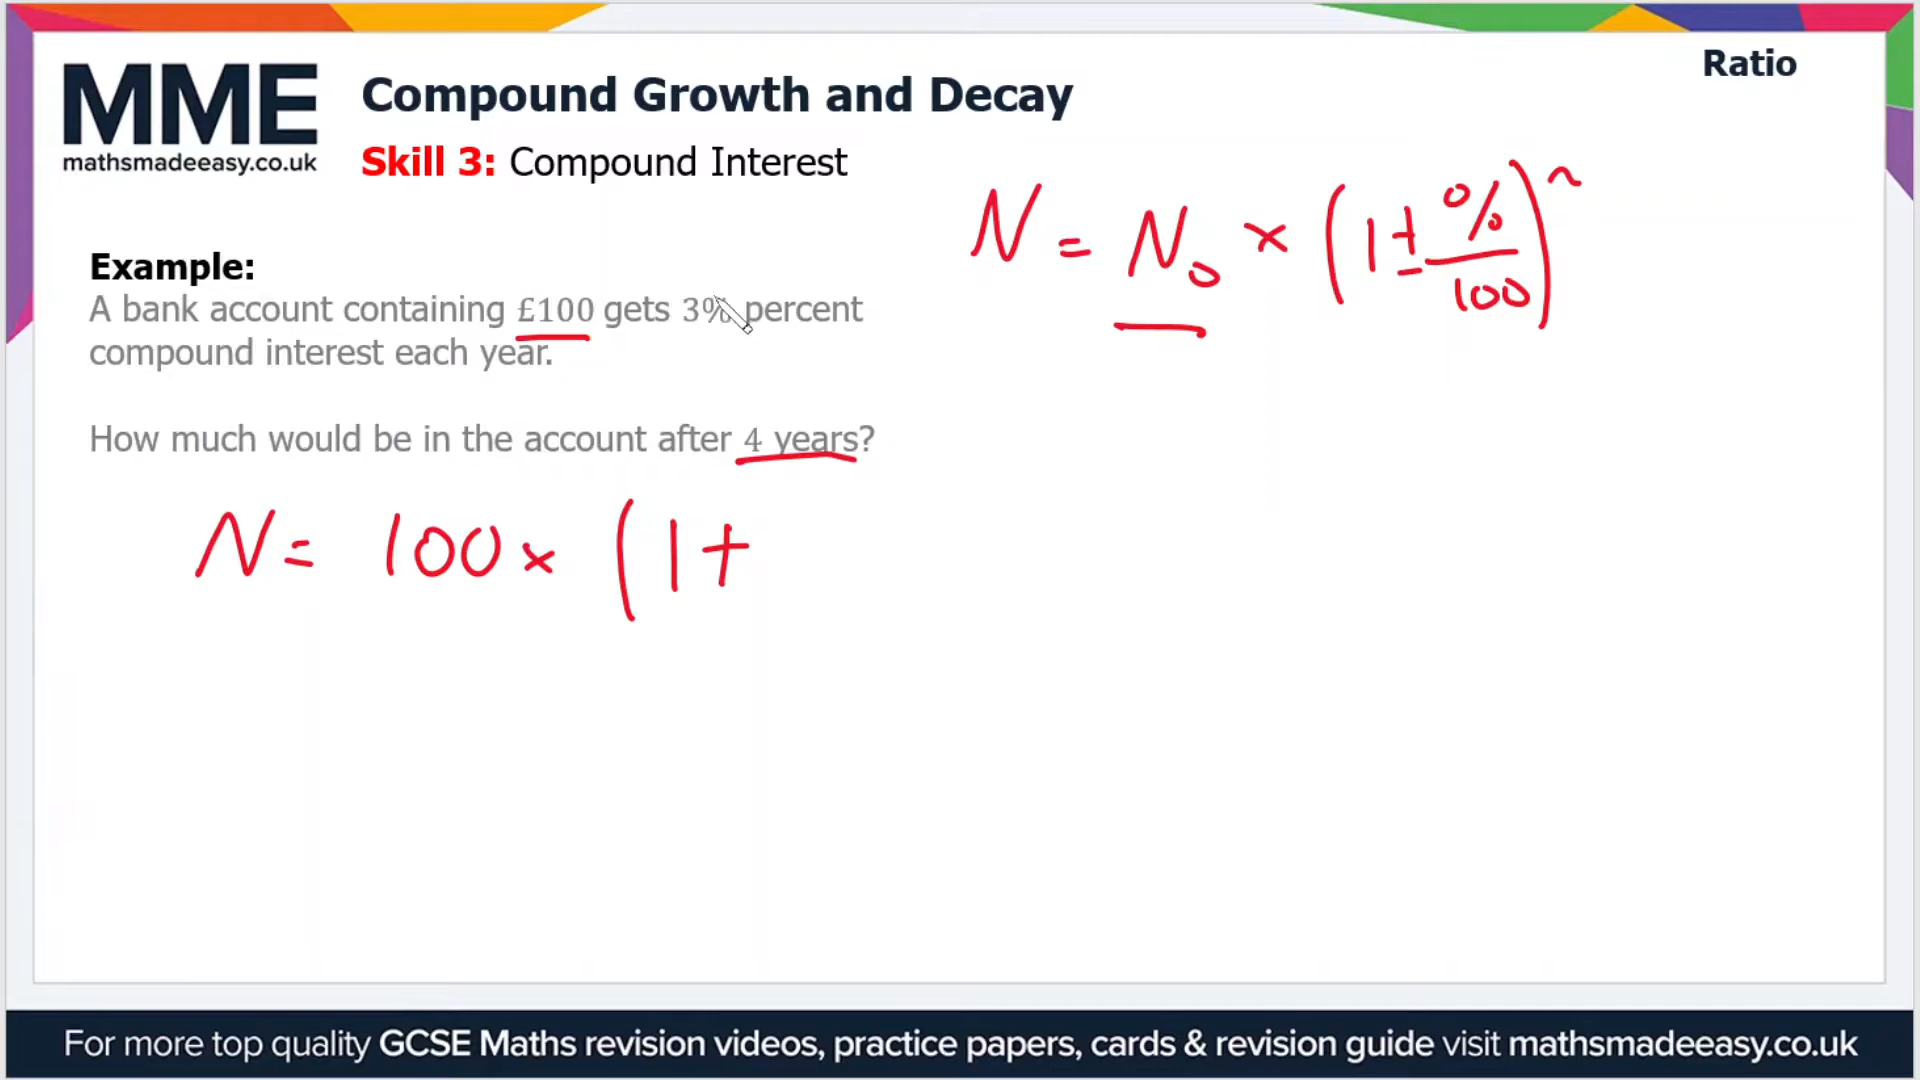 Ratio
MME
mathsmadeeasy.co.uk
Compound Growth and Decay
Skill 3: Compound Interest
N = N₀ × (1 ± %/100)ⁿ
Example:
A bank account containing £100 gets 3% percent
compound interest each year.
How much would be in the account after 4 years?
N = 100 × (1 +
For more top quality GCSE Maths revision videos, practice papers, cards & revision guide visit mathsmadeeasy.co.uk